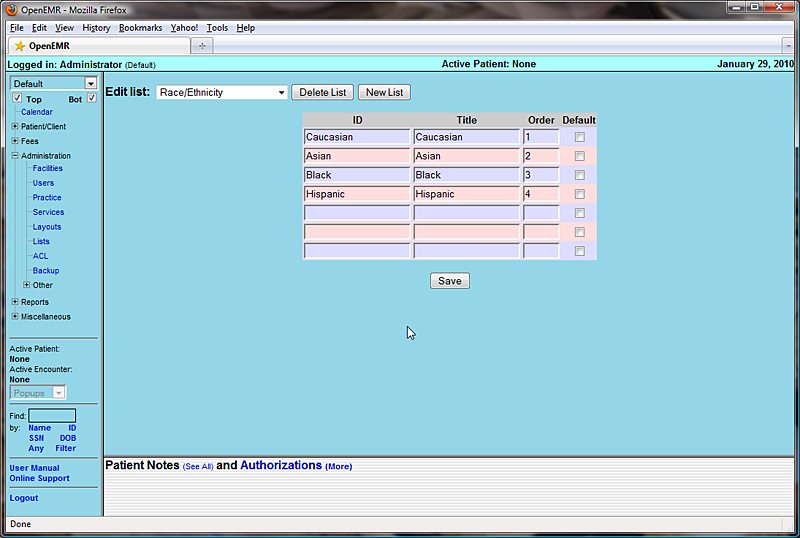 OpenEMR - Mozilla Firefox
File Edit View History Bookmarks Yahoo! Tools Help
OpenEMR
Logged in: Administrator (Default) Active Patient: None January 29, 2010
Default
Top Bot
Calendar
Patient/Client
Fees
Administration
Facilities
Users
Practice
Services
Layouts
Lists
ACL
Backup
Other
Reports
Miscellaneous
Active Patient:
None
Active Encounter:
None
Popups
Find:
by: Name ID
SSN DOB
Any Filter
User Manual
Online Support
Logout
Edit list: Race/Ethnicity Delete List New List
ID Title Order Default
Caucasian Caucasian 1
Asian Asian 2
Black Black 3
Hispanic Hispanic 4
Save
Patient Notes (See All) and Authorizations (More)
Done